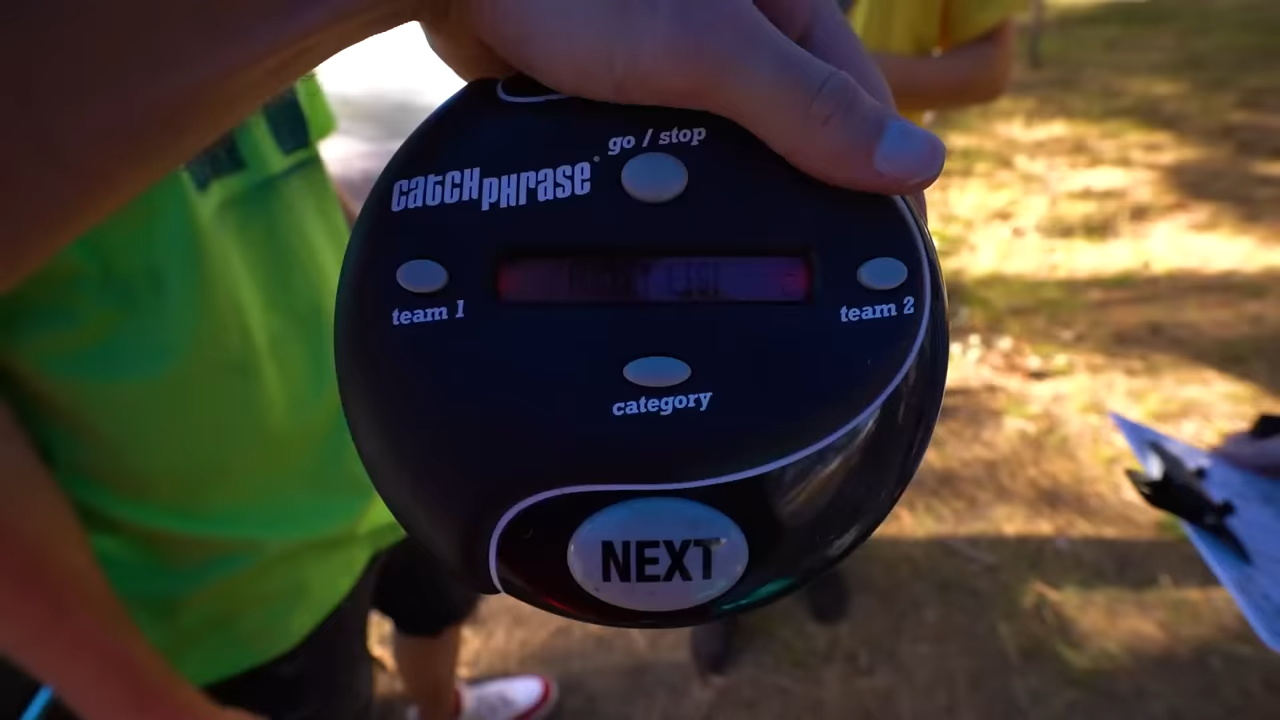 go / stop
CatCH PHrase
team 1
team 2
category
NEXT